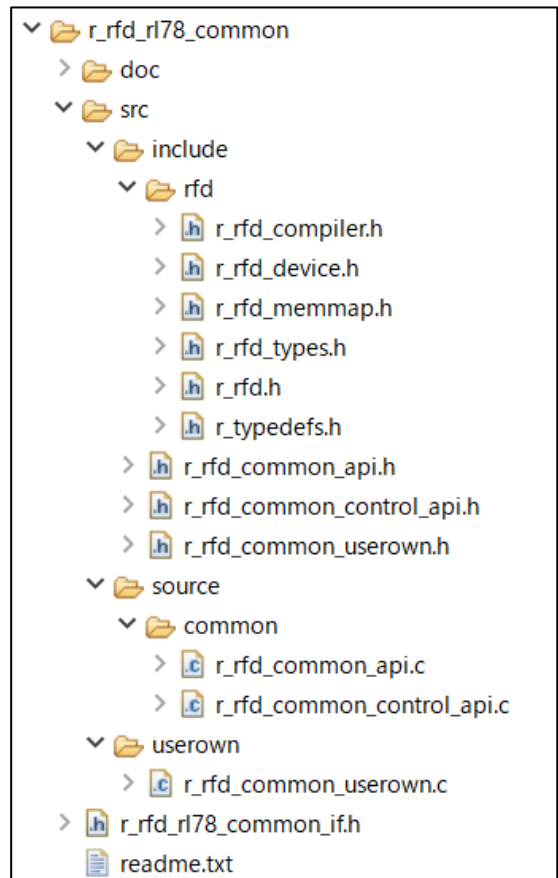 r_rfd_rl78_common
doc
src
include
rfd
r_rfd_compiler.h
r_rfd_device.h
r_rfd_memmap.h
r_rfd_types.h
r_rfd.h
r_typedefs.h
r_rfd_common_api.h
r_rfd_common_control_api.h
r_rfd_common_userown.h
source
common
r_rfd_common_api.c
r_rfd_common_control_api.c
userown
r_rfd_common_userown.c
r_rfd_rl78_common_if.h
readme.txt